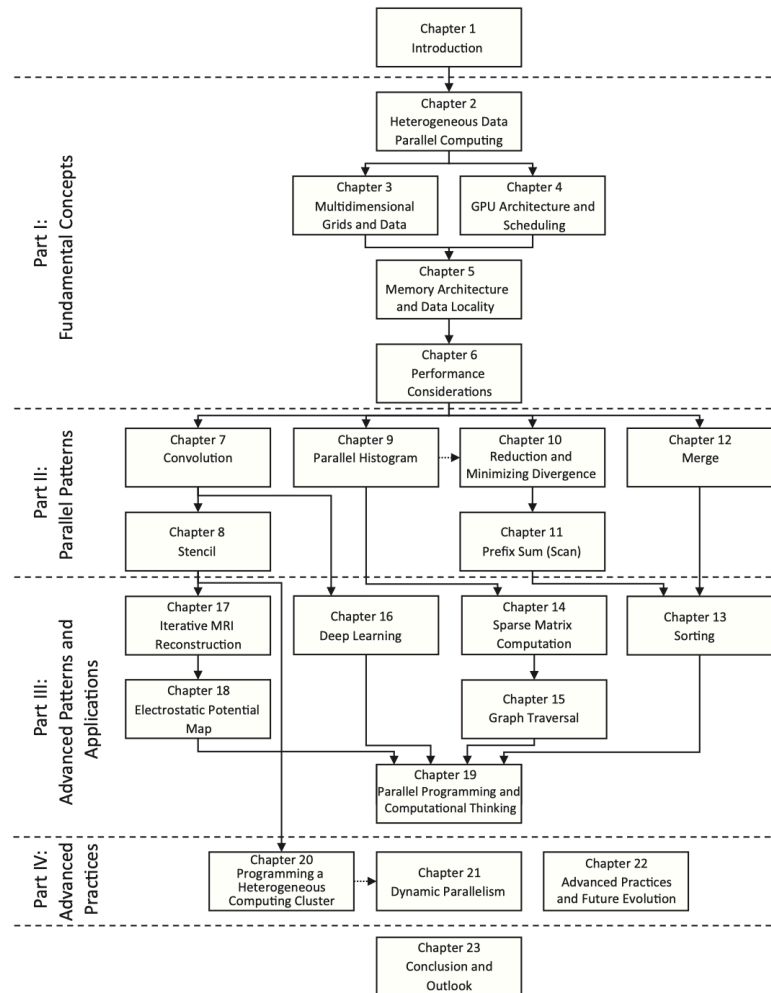 Chapter 1
Introduction
Part I:
Fundamental Concepts
Chapter 2
Heterogeneous Data
Parallel Computing
Chapter 3
Multidimensional
Grids and Data
Chapter 4
GPU Architecture and
Scheduling
Chapter 5
Memory Architecture
and Data Locality
Chapter 6
Performance
Considerations
Part II:
Parallel Patterns
Chapter 7
Convolution
Chapter 9
Parallel Histogram
Chapter 10
Reduction and
Minimizing Divergence
Chapter 12
Merge
Chapter 8
Stencil
Chapter 11
Prefix Sum (Scan)
Part III:
Advanced Patterns and
Applications
Chapter 17
Iterative MRI
Reconstruction
Chapter 16
Deep Learning
Chapter 14
Sparse Matrix
Computation
Chapter 13
Sorting
Chapter 18
Electrostatic Potential
Map
Chapter 15
Graph Traversal
Chapter 19
Parallel Programming and
Computational Thinking
Part IV:
Advanced
Practices
Chapter 20
Programming a
Heterogeneous
Computing Cluster
Chapter 21
Dynamic Parallelism
Chapter 22
Advanced Practices
and Future Evolution
Chapter 23
Conclusion and
Outlook